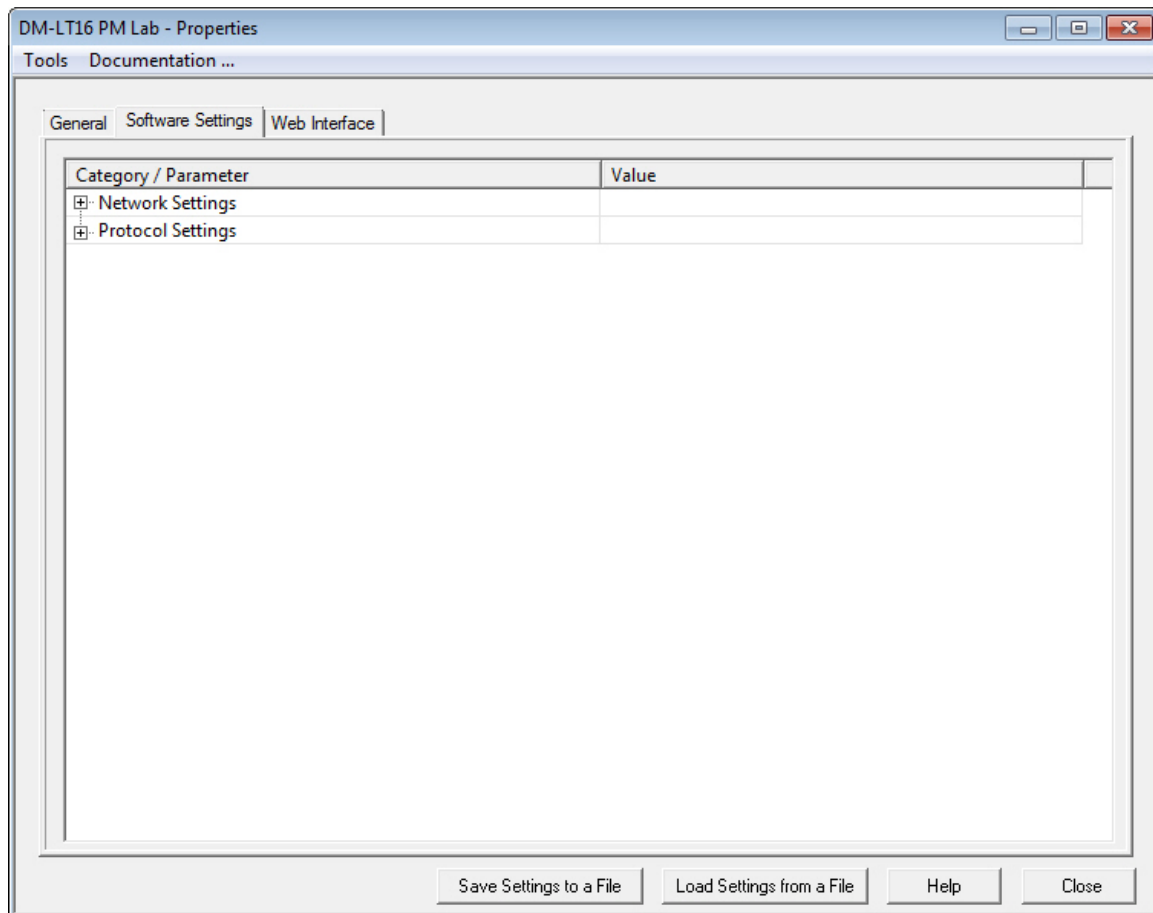 DM-LT16 PM Lab - Properties
Tools Documentation ...
General Software Settings Web Interface
Category / Parameter Value
Network Settings
Protocol Settings
Save Settings to a File Load Settings from a File Help Close